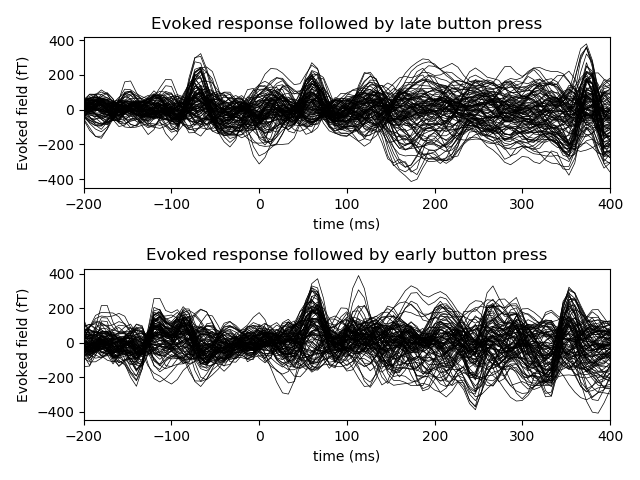 Evoked response followed by late button press
400
200
0
−200
−400
Evoked field (fT)
−200 −100 0 100 200 300 400
time (ms)
Evoked response followed by early button press
400
200
0
−200
−400
Evoked field (fT)
−200 −100 0 100 200 300 400
time (ms)